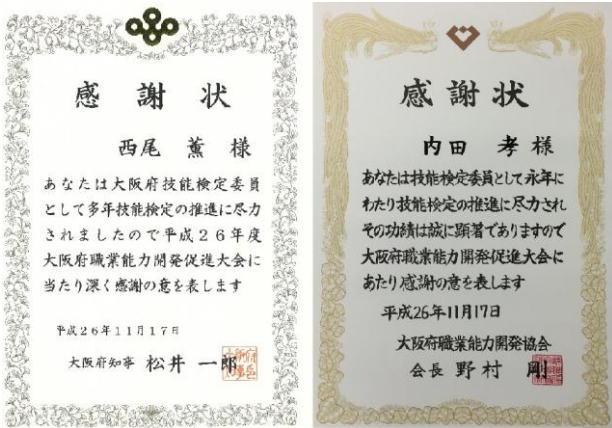 感謝状
西尾 薫 様
あなたは大阪府技能検定委員
として多年技能検定の推進に尽力
されましたので平成26年度
大阪府職業能力開発促進大会に
当たり深く感謝の意を表します
平成26年11月17日
大阪府知事 松井 一郎
感謝状
内田 孝 様
あなたは技能検定委員として永年に
わたり技能検定の推進に尽力され
その功績は誠に顕著でありますので
大阪府職業能力開発促進大会に
あたり感謝の意を表します
平成26年11月17日
大阪府職業能力開発協会
会長 野村 剛